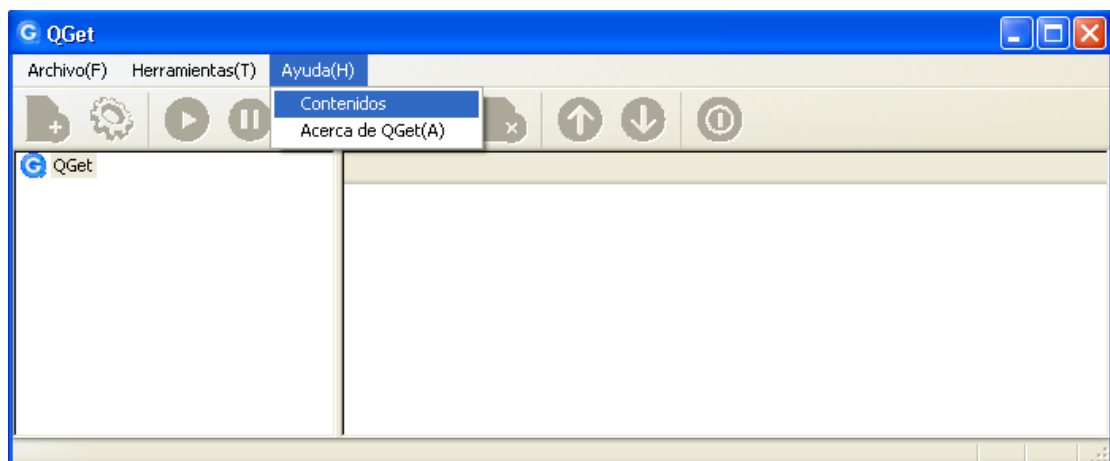 QGet
Archivo(F) Herramientas(T) Ayuda(H)
Contenidos
Acerca de QGet(A)
QGet